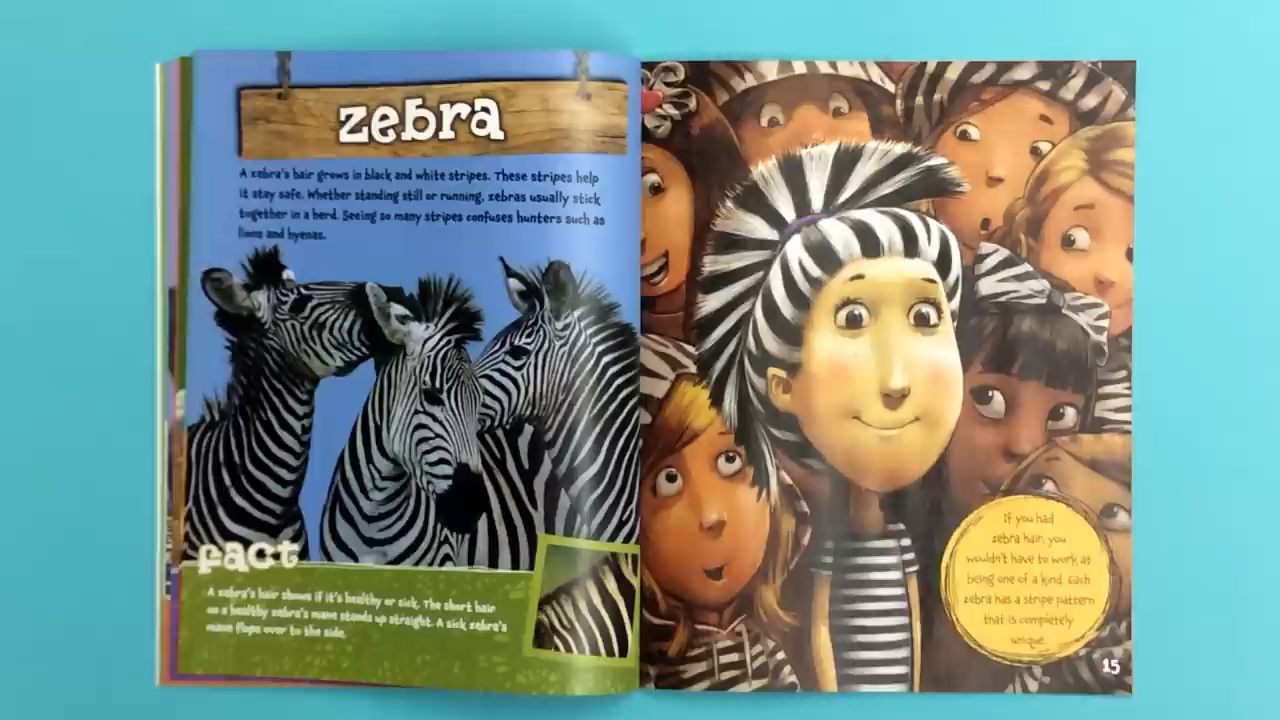 zebra
A zebra's hair grows in black and white stripes. These stripes help
it stay safe. Whether standing still or running, zebras usually stick
together in a herd. Seeing so many stripes confuses hunters such as
lions and hyenas.
fact
A zebra's hair shows if it's healthy or sick. The short hair
on a healthy zebra's mane stands up straight. A sick zebra's
mane flops over to the side.
If you had
zebra hair, you
wouldn't have to work at
being one of a kind. Each
zebra has a stripe pattern
that is completely
unique.
15